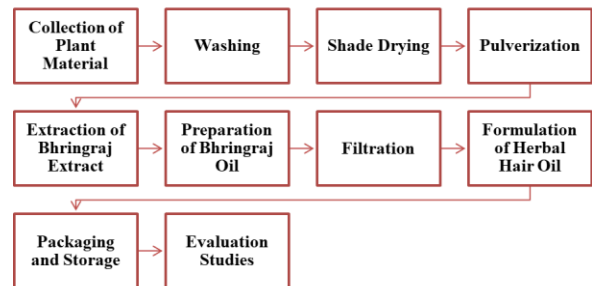 Collection of
Plant
Material
Washing
Shade Drying
Pulverization
Extraction of
Bhringraj
Extract
Preparation
of Bhringraj
Oil
Filtration
Formulation
of Herbal
Hair Oil
Packaging
and Storage
Evaluation
Studies